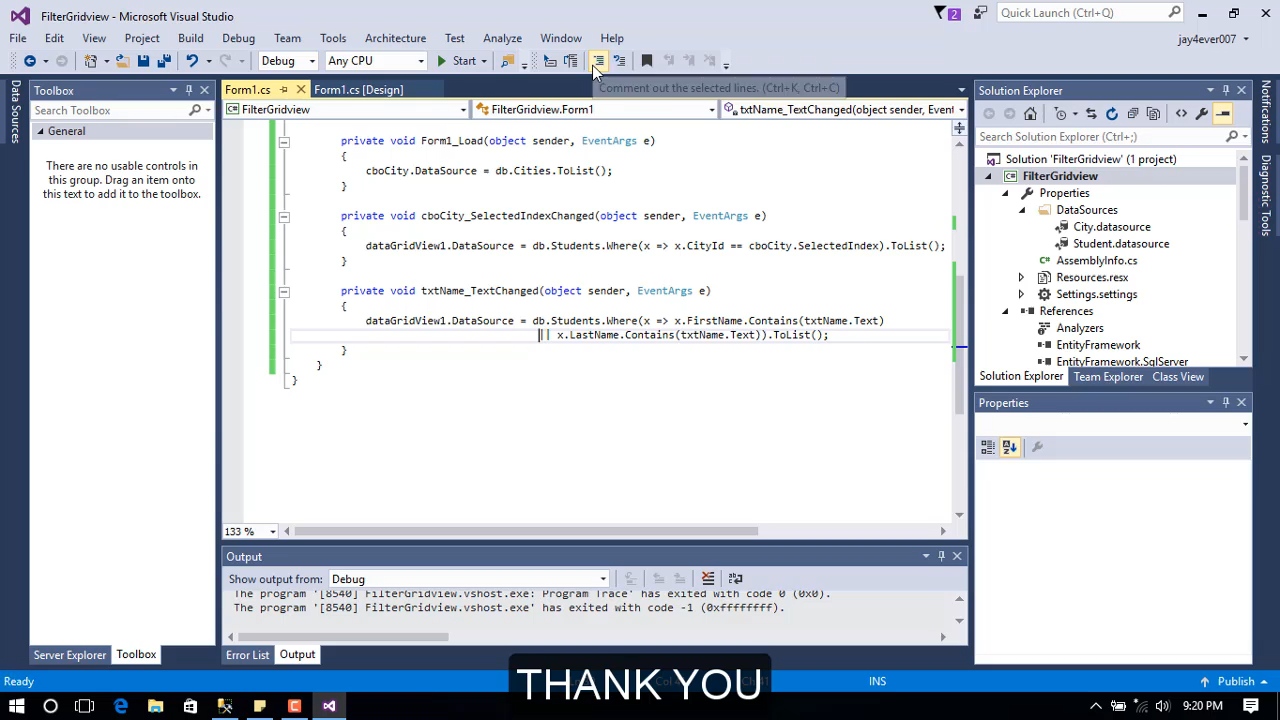 FilterGridview - Microsoft Visual Studio
2
Quick Launch (Ctrl+Q)
File Edit View Project Build Debug Team Tools Architecture Test Analyze Window Help
jay4ever007
Debug Any CPU Start
Comment out the selected lines. (Ctrl+K, Ctrl+C)
Data Sources
Toolbox
Search Toolbox
General
There are no usable controls in
this group. Drag an item onto
this text to add it to the toolbox.
Form1.cs Form1.cs [Design]
FilterGridview FilterGridview.Form1 txtName_TextChanged(object sender, Event
private void Form1_Load(object sender, EventArgs e)
{
cboCity.DataSource = db.Cities.ToList();
}
private void cboCity_SelectedIndexChanged(object sender, EventArgs e)
{
dataGridView1.DataSource = db.Students.Where(x => x.CityId == cboCity.SelectedIndex).ToList();
}
private void txtName_TextChanged(object sender, EventArgs e)
{
dataGridView1.DataSource = db.Students.Where(x => x.FirstName.Contains(txtName.Text)
|| x.LastName.Contains(txtName.Text)).ToList();
}
}
}
133 %
Output
Show output from: Debug
The program '[8540] FilterGridview.vshost.exe: Program Trace' has exited with code 0 (0x0).
The program '[8540] FilterGridview.vshost.exe' has exited with code -1 (0xffffffff).
Server Explorer Toolbox
Error List Output
Solution Explorer
Search Solution Explorer (Ctrl+;)
Solution 'FilterGridview' (1 project)
FilterGridview
Properties
DataSources
City.datasource
Student.datasource
AssemblyInfo.cs
Resources.resx
Settings.settings
References
Analyzers
EntityFramework
EntityFramework.SqlServer
Solution Explorer Team Explorer Class View
Properties
Notifications
Diagnostic Tools
Ready
INS
Publish
THANK YOU
9:20 PM